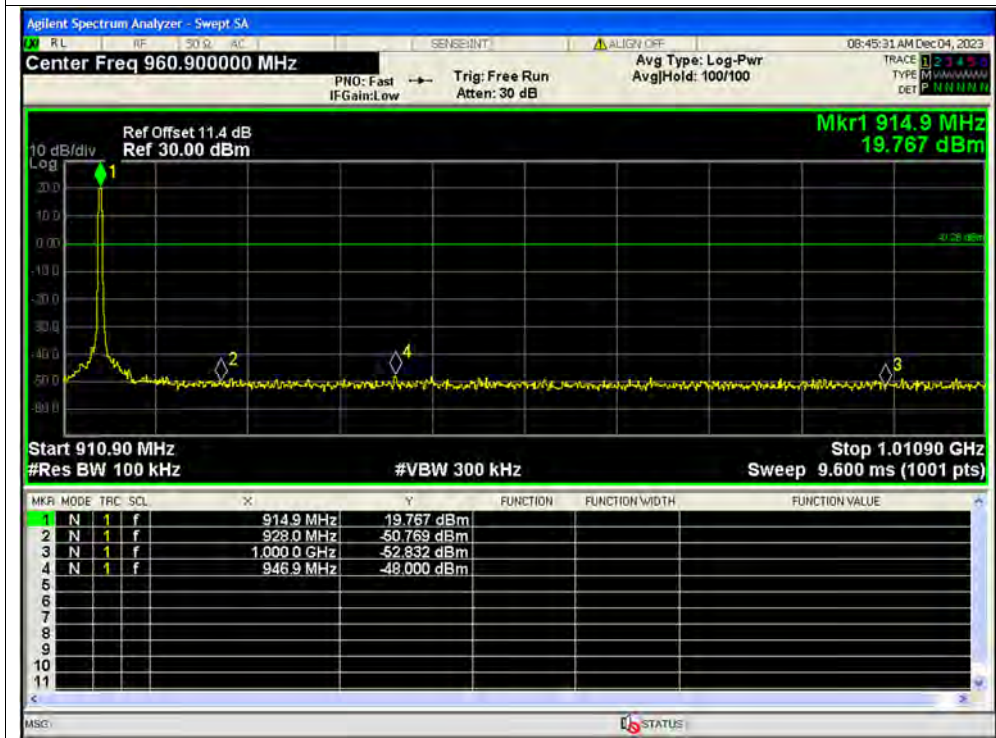 Agilent Spectrum Analyzer - Swept SA
RL RF 50 Ω AC SENSE:INT ALIGN OFF 08:45:31 AM Dec 04, 2023
Center Freq 960.900000 MHz
PNO: Fast Trig: Free Run
IFGain:Low Atten: 30 dB
Avg Type: Log-Pwr
Avg|Hold: 100/100
TRACE 1 2 3 4 5 6
TYPE M
DET P N N N N N
Mkr1 914.9 MHz
19.767 dBm
Ref Offset 11.4 dB
10 dB/div Ref 30.00 dBm
Log
1
20.0
10.0
0.00
-10.0
-20.0
-30.0
-40.0
-50.0
-60.0
2
4
3
Start 910.90 MHz Stop 1.01090 GHz
#Res BW 100 kHz #VBW 300 kHz Sweep 9.600 ms (1001 pts)
MKR MODE TRC SCL X Y FUNCTION FUNCTION WIDTH FUNCTION VALUE
1 N 1 f 914.9 MHz 19.767 dBm
2 N 1 f 928.0 MHz -50.769 dBm
3 N 1 f 1.000 0 GHz -52.832 dBm
4 N 1 f 946.9 MHz -48.000 dBm
5
6
7
8
9
10
11
MSG STATUS